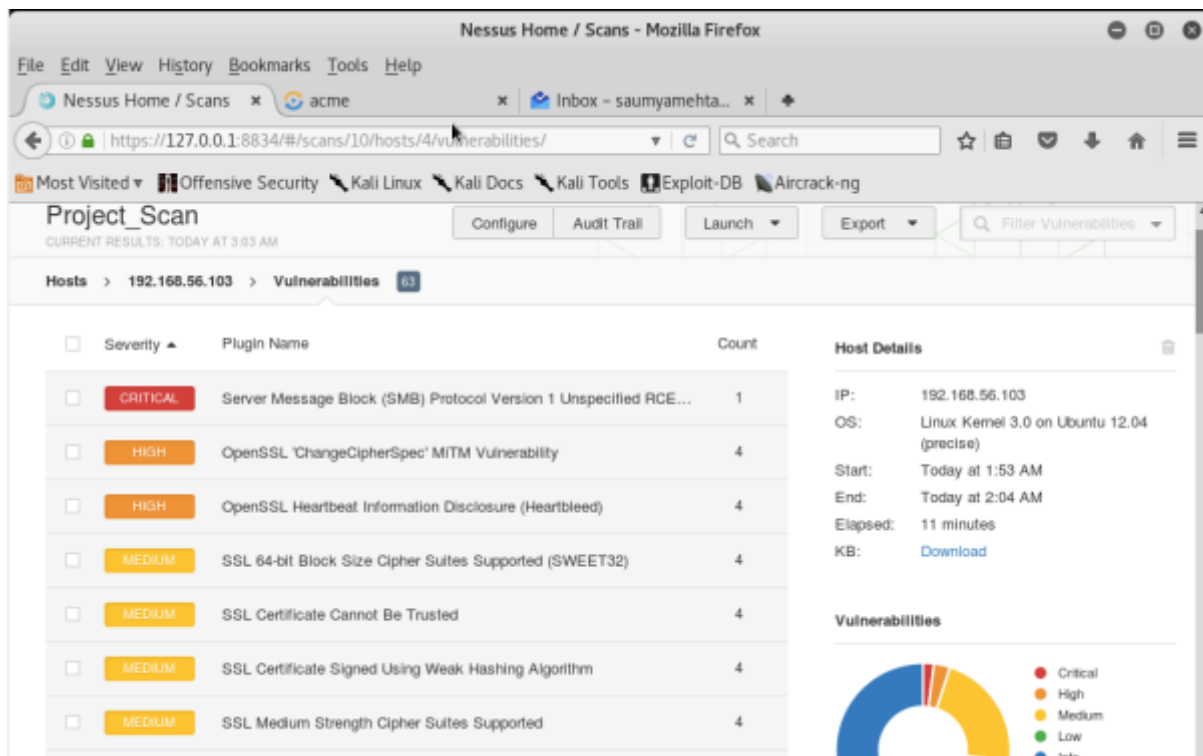 Nessus Home / Scans - Mozilla Firefox
File Edit View History Bookmarks Tools Help
Nessus Home / Scans
acme
Inbox – saumyamehta...
https://127.0.0.1:8834/#/scans/10/hosts/4/vulnerabilities/
Search
Most Visited
Offensive Security
Kali Linux
Kali Docs
Kali Tools
Exploit-DB
Aircrack-ng
Project_Scan
CURRENT RESULTS: TODAY AT 3:03 AM
Configure
Audit Trail
Launch
Export
Filter Vulnerabilities
Hosts > 192.168.56.103 > Vulnerabilities 63
Severity Plugin Name Count
CRITICAL Server Message Block (SMB) Protocol Version 1 Unspecified RCE... 1
HIGH OpenSSL 'ChangeCipherSpec' MiTM Vulnerability 4
HIGH OpenSSL Heartbeat Information Disclosure (Heartbleed) 4
MEDIUM SSL 64-bit Block Size Cipher Suites Supported (SWEET32) 4
MEDIUM SSL Certificate Cannot Be Trusted 4
MEDIUM SSL Certificate Signed Using Weak Hashing Algorithm 4
MEDIUM SSL Medium Strength Cipher Suites Supported 4
Host Details
IP: 192.168.56.103
OS: Linux Kernel 3.0 on Ubuntu 12.04
(precise)
Start: Today at 1:53 AM
End: Today at 2:04 AM
Elapsed: 11 minutes
KB: Download
Vulnerabilities
Critical
High
Medium
Low